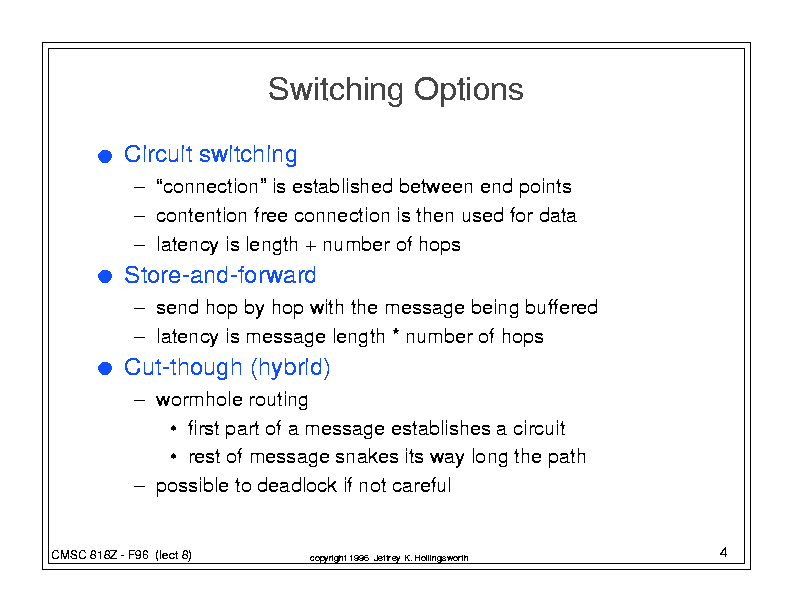 Switching Options
Circuit switching
– “connection” is established between end points
– contention free connection is then used for data
– latency is length + number of hops
Store-and-forward
– send hop by hop with the message being buffered
– latency is message length * number of hops
Cut-though (hybrid)
– wormhole routing
• first part of a message establishes a circuit
• rest of message snakes its way long the path
– possible to deadlock if not careful
CMSC 818Z - F96 (lect 8)
copyright 1996 Jeffrey K. Hollingsworth
4